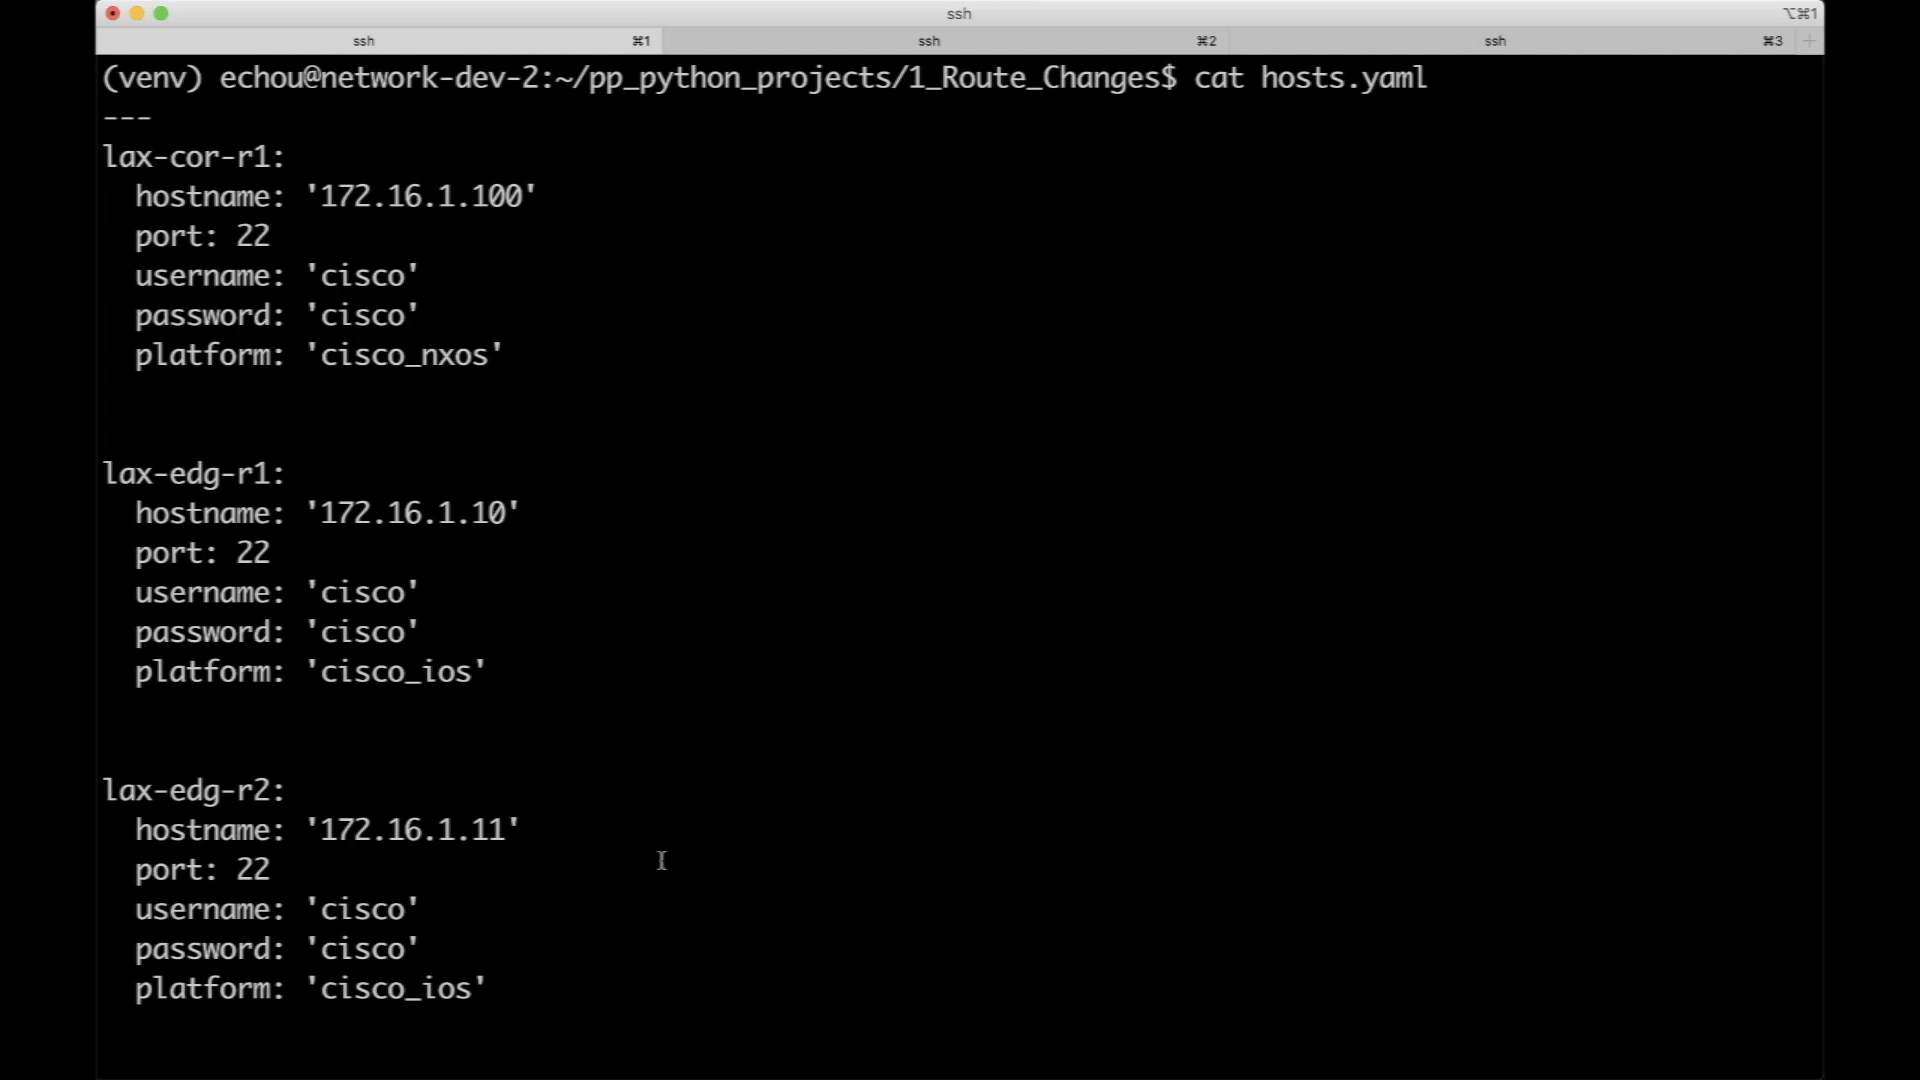 ssh
⌥⌘1
ssh ⌘1 ssh ⌘2 ssh ⌘3 +
(venv) echou@network-dev-2:~/pp_python_projects/1_Route_Changes$ cat hosts.yaml
---
lax-cor-r1:
  hostname: '172.16.1.100'
  port: 22
  username: 'cisco'
  password: 'cisco'
  platform: 'cisco_nxos'
lax-edg-r1:
  hostname: '172.16.1.10'
  port: 22
  username: 'cisco'
  password: 'cisco'
  platform: 'cisco_ios'
lax-edg-r2:
  hostname: '172.16.1.11'
  port: 22
  username: 'cisco'
  password: 'cisco'
  platform: 'cisco_ios'